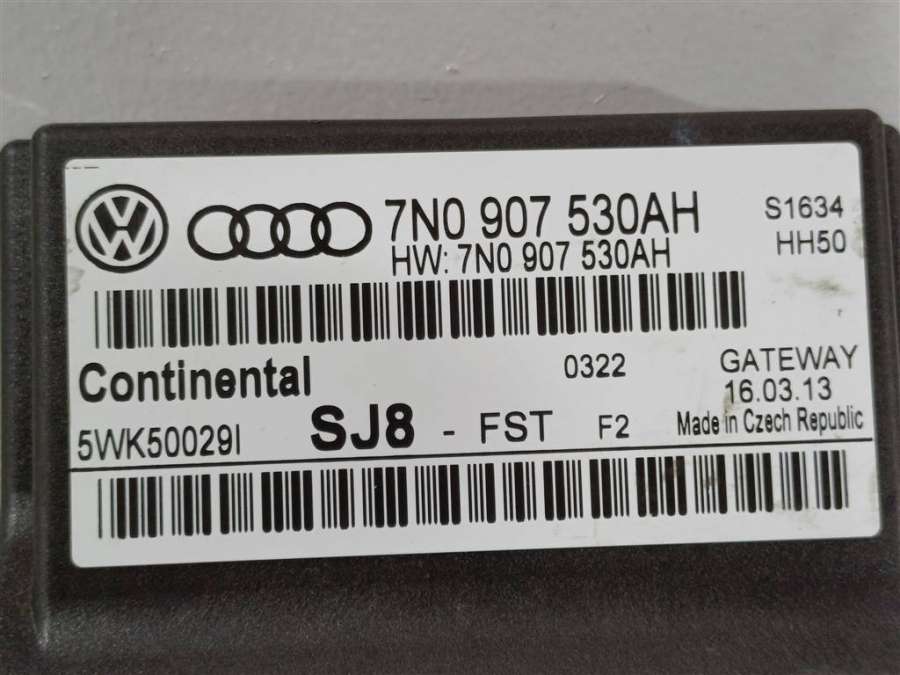 7N0 907 530AH S1634
HW: 7N0 907 530AH HH50
Continental 0322 GATEWAY
16.03.13
5WK50029I SJ8 - FST F2 Made in Czech Republic